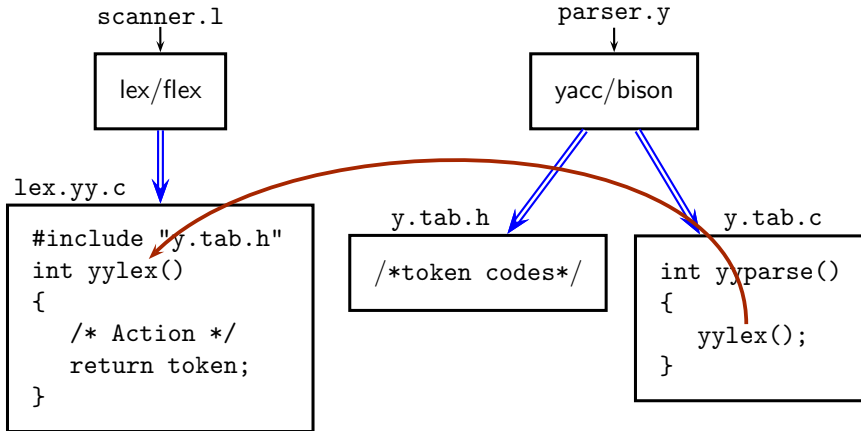 scanner.l
parser.y
lex/flex
yacc/bison
lex.yy.c
#include "y.tab.h"
int yylex()
{
/* Action */
return token;
}
y.tab.h
/*token codes*/
y.tab.c
int yyparse()
{
yylex();
}